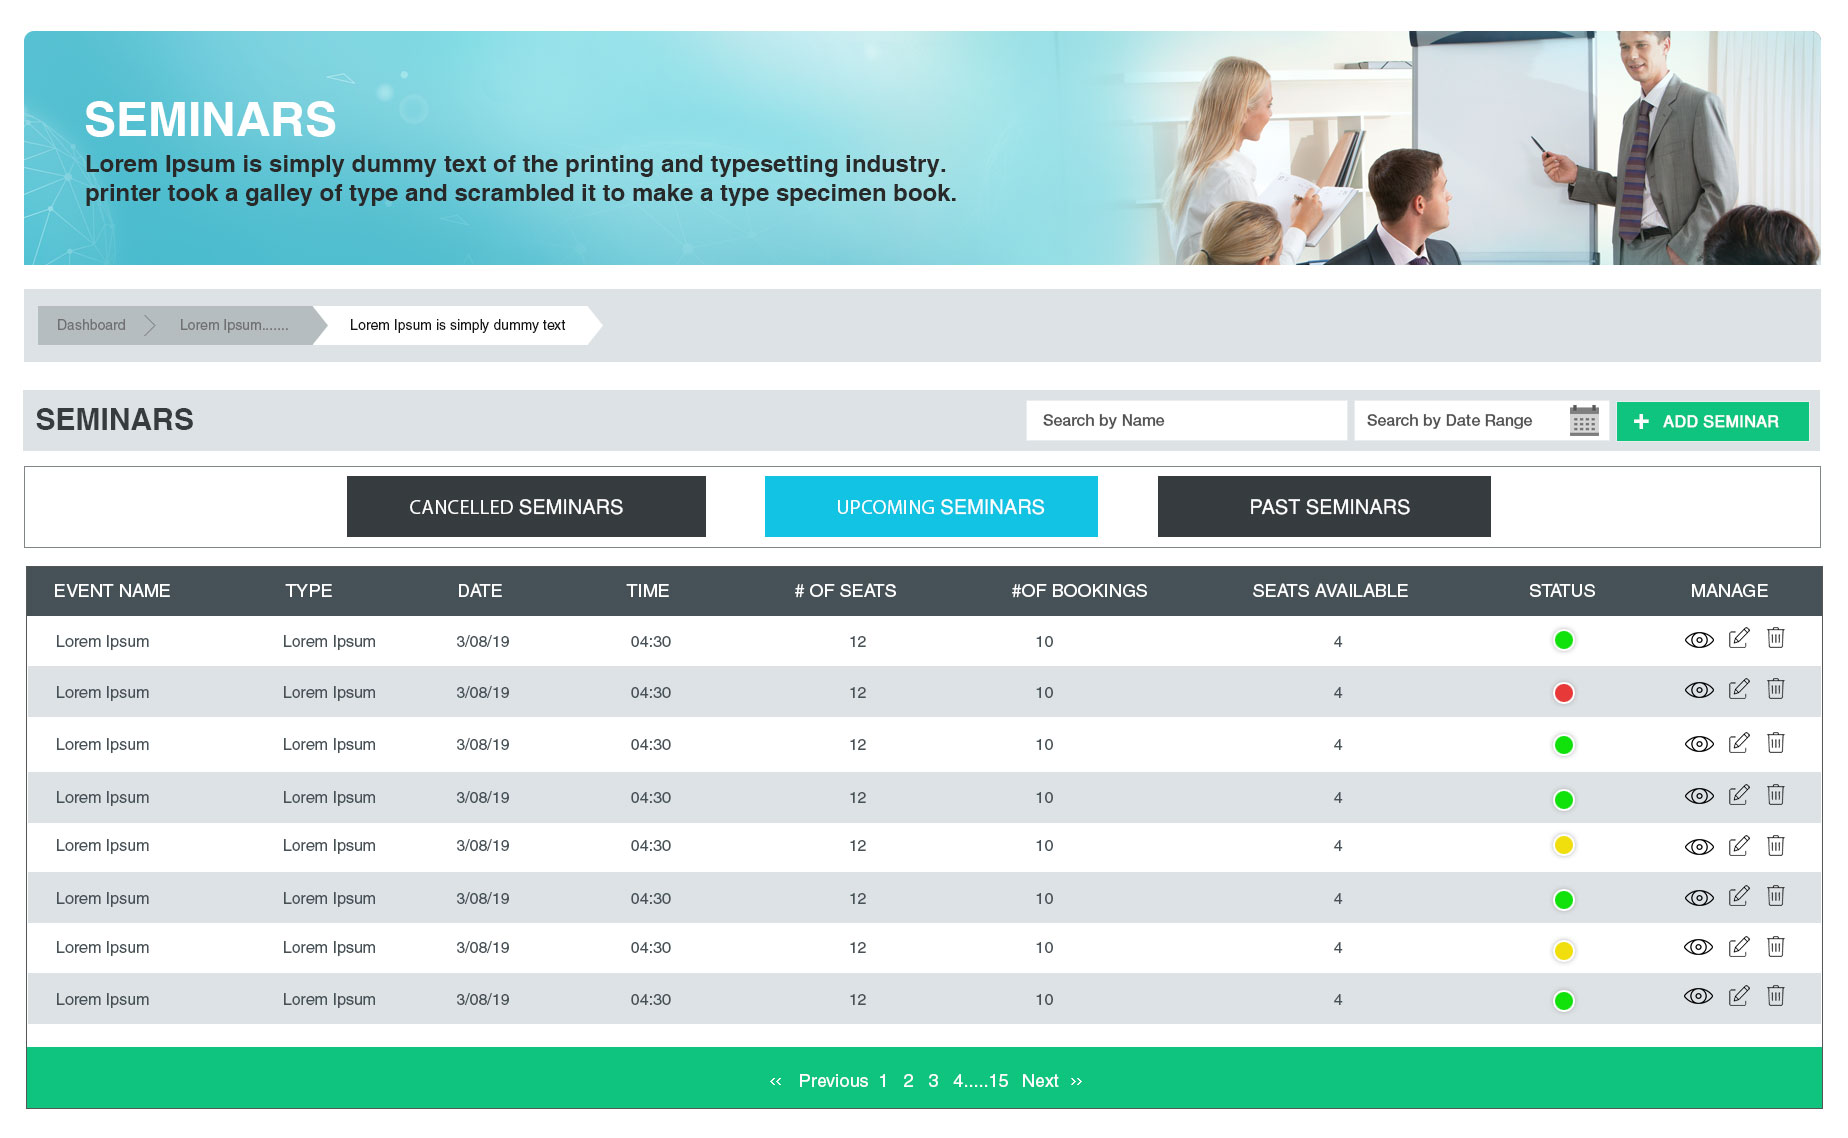 SEMINARS
Lorem Ipsum is simply dummy text of the printing and typesetting industry.
printer took a galley of type and scrambled it to make a type specimen book.
Dashboard Lorem Ipsum....... Lorem Ipsum is simply dummy text
SEMINARS Search by Name Search by Date Range + ADD SEMINAR
CANCELLED SEMINARS UPCOMING SEMINARS PAST SEMINARS
EVENT NAME TYPE DATE TIME # OF SEATS #OF BOOKINGS SEATS AVAILABLE STATUS MANAGE
Lorem Ipsum Lorem Ipsum 3/08/19 04:30 12 10 4
Lorem Ipsum Lorem Ipsum 3/08/19 04:30 12 10 4
Lorem Ipsum Lorem Ipsum 3/08/19 04:30 12 10 4
Lorem Ipsum Lorem Ipsum 3/08/19 04:30 12 10 4
Lorem Ipsum Lorem Ipsum 3/08/19 04:30 12 10 4
Lorem Ipsum Lorem Ipsum 3/08/19 04:30 12 10 4
Lorem Ipsum Lorem Ipsum 3/08/19 04:30 12 10 4
Lorem Ipsum Lorem Ipsum 3/08/19 04:30 12 10 4
‹‹ Previous 1 2 3 4.....15 Next ››